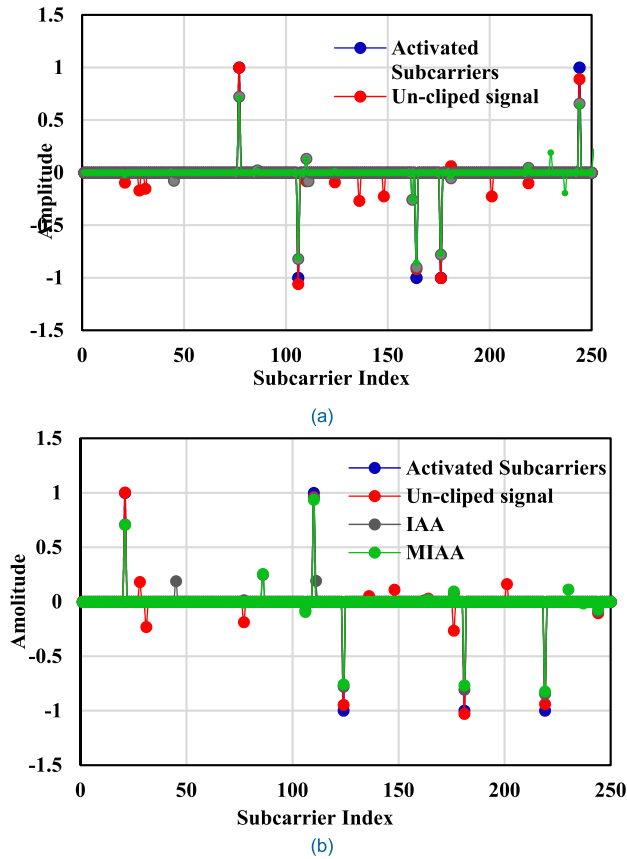 1.5
1
0.5
0
-0.5
-1
-1.5
Amplitude
Activated
Subcarriers
Un-cliped signal
0 50 100 150 200 250
Subcarrier Index
(a)
1.5
1
0.5
0
-0.5
-1
-1.5
Amolitude
Activated Subcarriers
Un-cliped signal
IAA
MIAA
0 50 100 150 200 250
Subcarrier Index
(b)